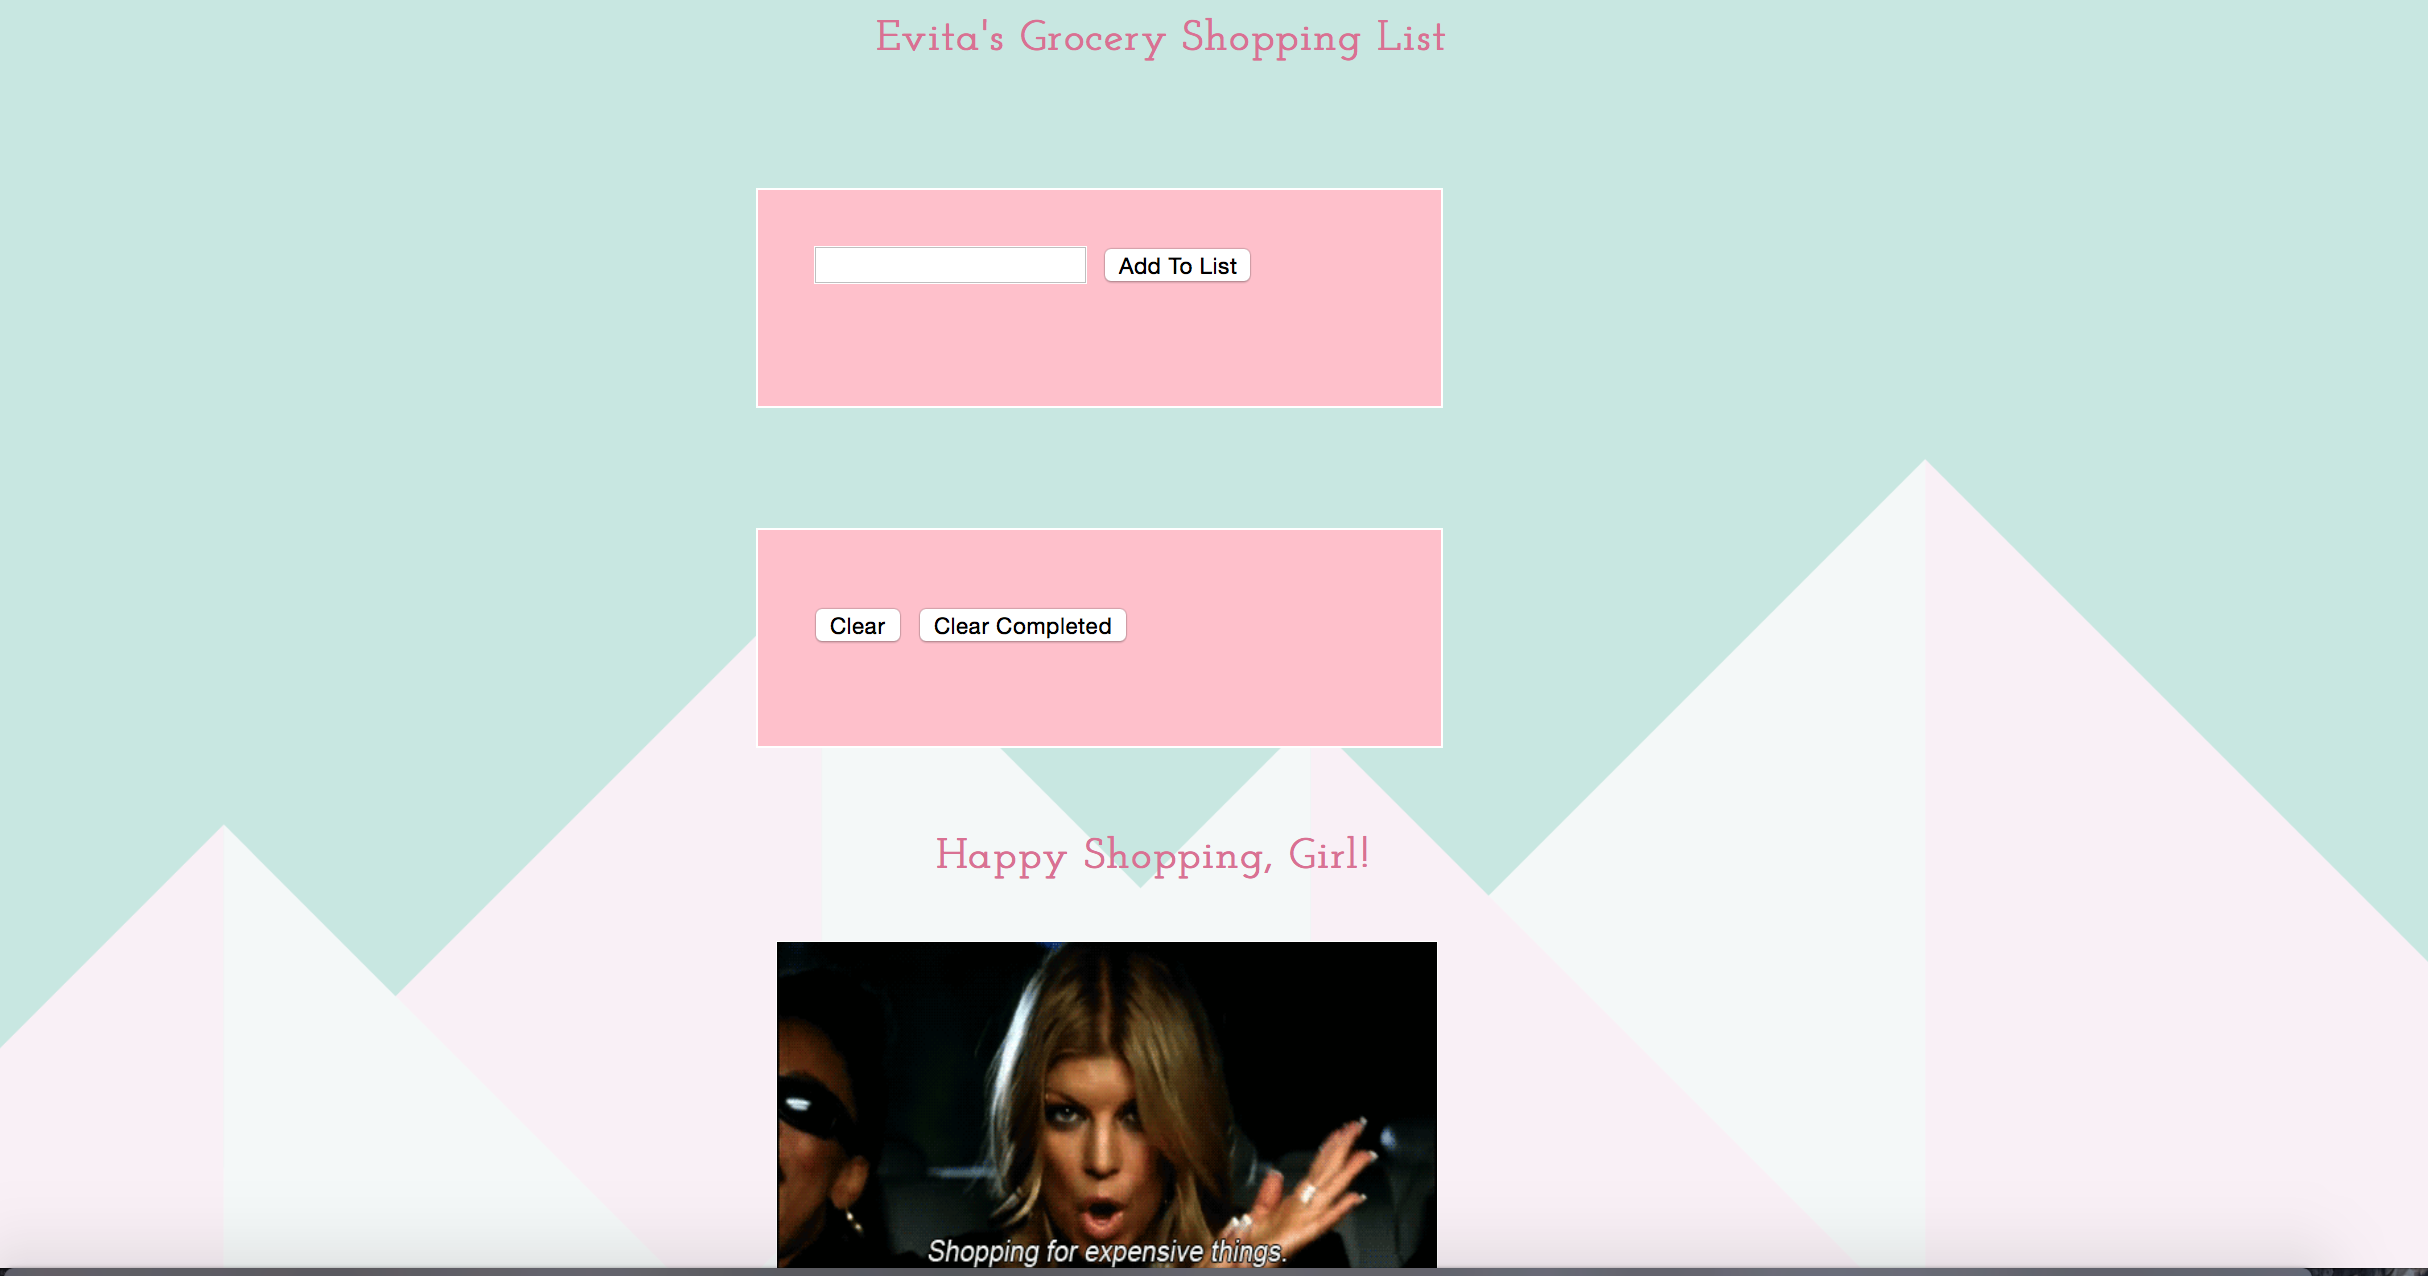 Evita's Grocery Shopping List
Add To List
Clear Clear Completed
Happy Shopping, Girl!
Shopping for expensive things.